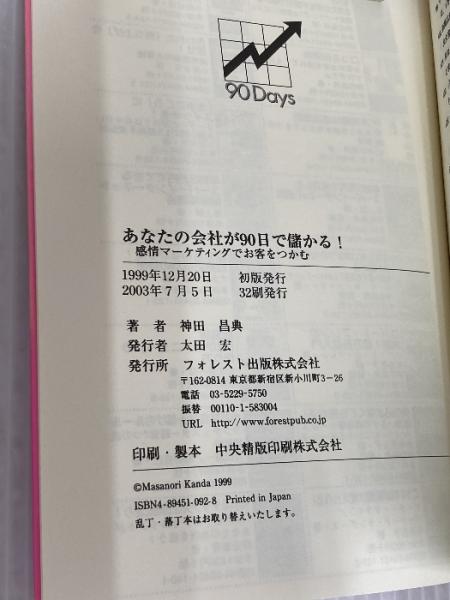 90 Days
あなたの会社が90日で儲かる！
感情マーケティングでお客をつかむ
1999年12月20日 初版発行
2003年7月5日 32刷発行
著 者 神田 昌典
発行者 太田 宏
発行所 フォレスト出版株式会社
〒162-0814 東京都新宿区新小川町3－26
電話 03-5229-5750
振替 00110-1-583004
URL http://www.forestpub.co.jp
印刷・製本 中央精版印刷株式会社
©Masanori Kanda 1999
ISBN4-89451-092-8 Printed in Japan
乱丁・落丁本はお取り替えいたします。